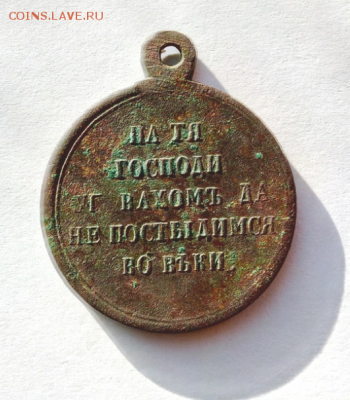 COINS.LAVE.RU
НА ТЯ
ГОСПОДИ
У ВАХОМЪ ДА
НЕ ПОСТЫДИМСЯ
ВО ВѢКИ.